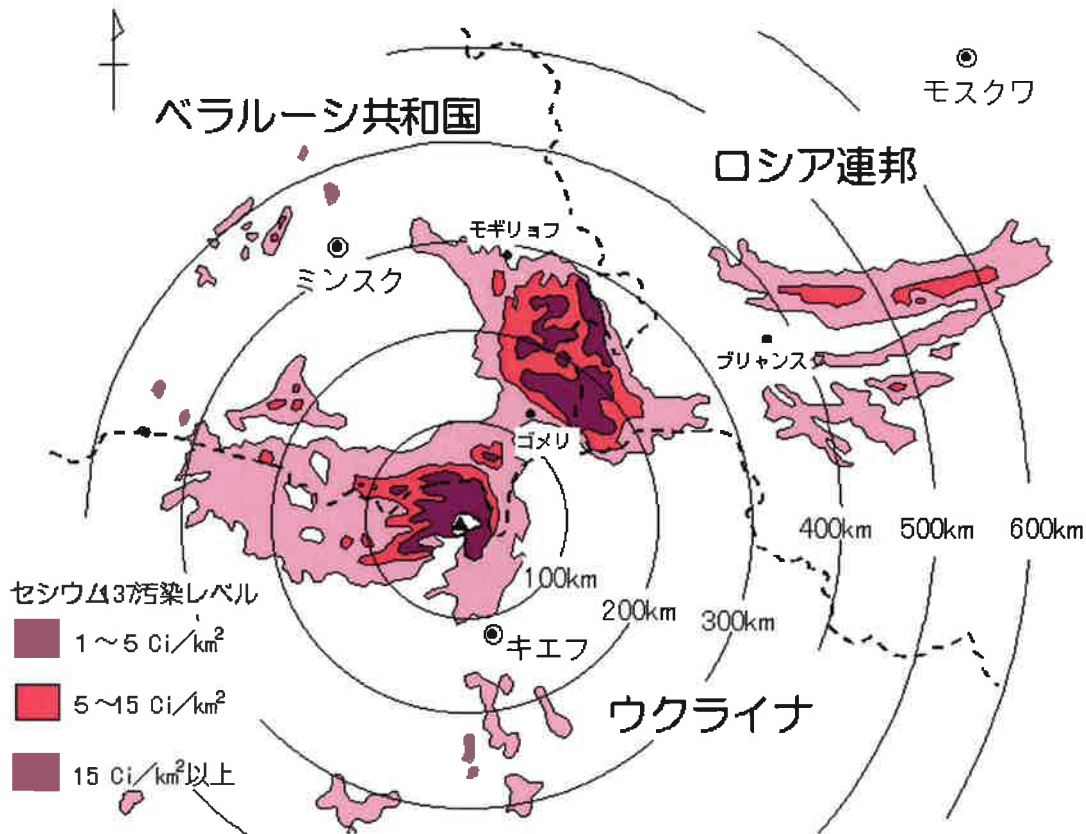 モスクワ
ベラルーシ共和国
ロシア連邦
モギリョフ
ミンスク
ブリャンスク
ゴメリ
400km
500km
600km
100km
200km
300km
セシウム137汚染レベル
1～5 Ci/km²
キエフ
5～15 Ci/km²
ウクライナ
15 Ci/km²以上